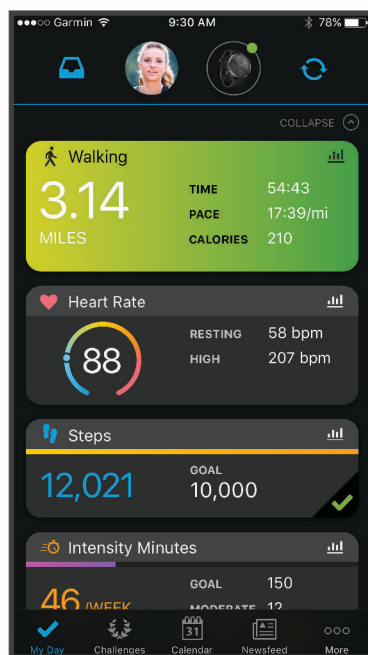 Garmin 9:30 AM 78%
COLLAPSE
Walking
3.14
MILES
TIME 54:43
PACE 17:39/mi
CALORIES 210
Heart Rate
88
RESTING 58 bpm
HIGH 207 bpm
Steps
12,021
GOAL
10,000
Intensity Minutes
46 /WEEK
GOAL 150
MODERATE 12
31
My Day Challenges Calendar Newsfeed More